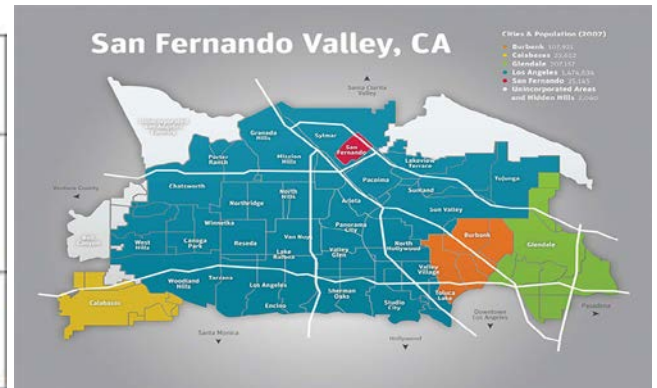 San Fernando Valley, CA
Cities & Population (2007)
Burbank
Calabasas
Glendale
Los Angeles
San Fernando
Unincorporated Areas
and Hidden Hills
Santa Clarita
Valley
Granada
Hills
Sylmar
San
Fernando
Porter
Ranch
Mission
Hills
Lakeview
Terrace
Tujunga
Chatsworth
Pacoima
Sunland
Ventura County
Northridge
North
Hills
Arleta
Sun Valley
Winnetka
Panorama
City
West
Hills
Canoga
Park
Reseda
Van Nuys
Lake
Balboa
Valley
Glen
North
Hollywood
Burbank
Glendale
Valley
Village
Calabasas
Woodland
Hills
Tarzana
Los Angeles
Encino
Sherman
Oaks
Studio
City
Toluca
Lake
Santa Monica
Hollywood
Downtown
Los Angeles
Pasadena